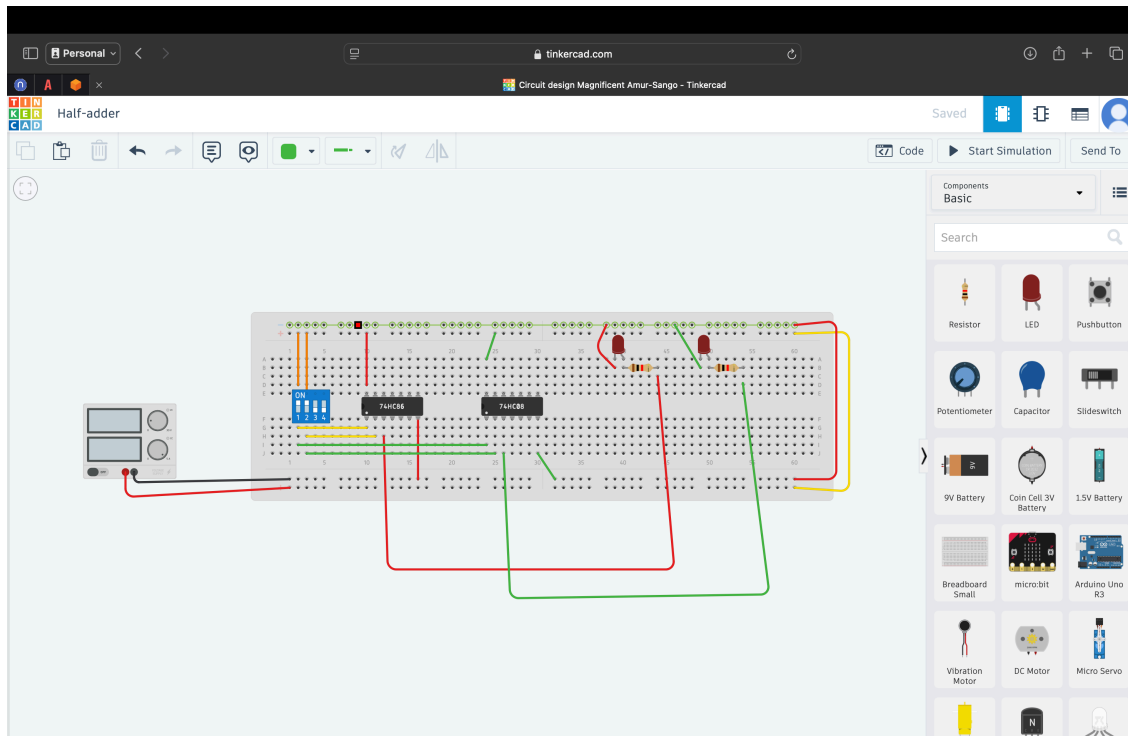 Personal
tinkercad.com
Circuit design Magnificent Amur-Sango - Tinkercad
TIN
KER
CAD
Half-adder
Saved
Code
Start Simulation
Send To
Components
Basic
Search
Resistor
LED
Pushbutton
Potentiometer
Capacitor
Slideswitch
9V Battery
Coin Cell 3V
Battery
1.5V Battery
Breadboard
Small
micro:bit
Arduino Uno
R3
Vibration
Motor
DC Motor
Micro Servo
ON
1 2 3 4
74HC86
74HC08